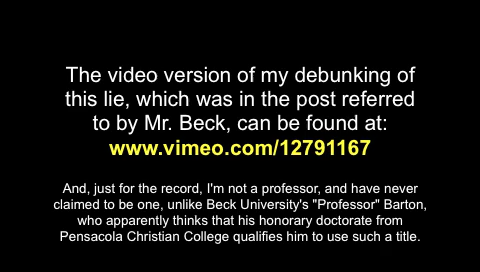 The video version of my debunking of
this lie, which was in the post referred
to by Mr. Beck, can be found at:
www.vimeo.com/12791167
And, just for the record, I'm not a professor, and have never
claimed to be one, unlike Beck University's "Professor" Barton,
who apparently thinks that his honorary doctorate from
Pensacola Christian College qualifies him to use such a title.